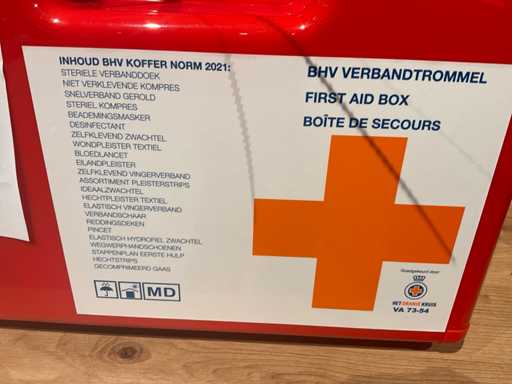 INHOUD BHV KOFFER NORM 2021:
STERIELE VERBANDDOEK
NIET VERKLEVENDE KOMPRES
SNELVERBAND GEROLD
STERIEL KOMPRES
BEADEMINGSMASKER
DESINFECTANT
ZELFKLEVEND ZWACHTEL
WONDPLEISTER TEXTIEL
BLOEDLANCET
EILANDPLEISTER
ZELFKLEVEND VINGERVERBAND
ASSORTIMENT PLEISTERSTRIPS
IDEAALZWACHTEL
HECHTPLEISTER TEXTIEL
ELASTISCH VINGERVERBAND
VERBANDSCHAAR
REDDINGSDEKEN
PINCET
ELASTISCH HYDROFIEL ZWACHTEL
WEGWERPHANDSCHOENEN
STAPPENPLAN EERSTE HULP
HECHTSTRIPS
GECOMPRIMEERD GAAS
MD
BHV VERBANDTROMMEL
FIRST AID BOX
BOÎTE DE SECOURS
Goedgekeurd door
HET ORANJE KRUIS
VA 73-54